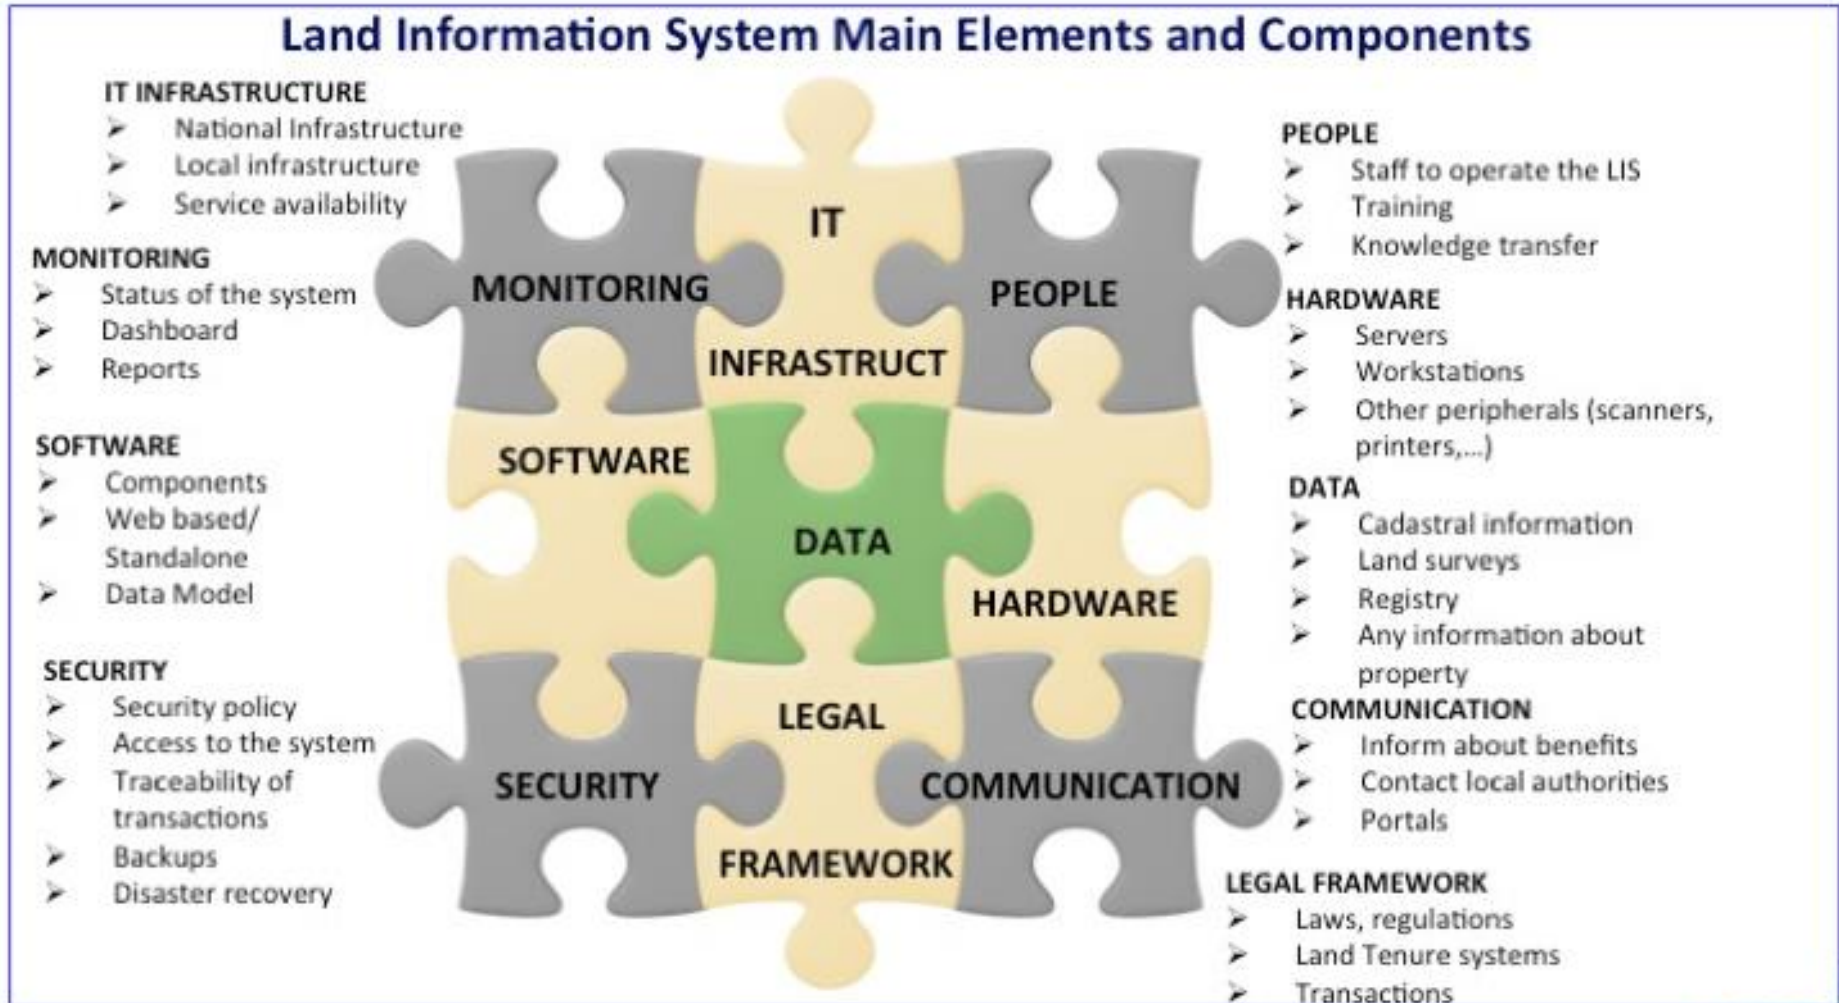 Land Information System Main Elements and Components
IT INFRASTRUCTURE
➢ National Infrastructure
➢ Local infrastructure
➢ Service availability
MONITORING
➢ Status of the system
➢ Dashboard
➢ Reports
SOFTWARE
➢ Components
➢ Web based/
Standalone
➢ Data Model
SECURITY
➢ Security policy
➢ Access to the system
➢ Traceability of
transactions
➢ Backups
➢ Disaster recovery
MONITORING
IT
INFRASTRUCT
PEOPLE
SOFTWARE
DATA
HARDWARE
SECURITY
LEGAL
FRAMEWORK
COMMUNICATION
PEOPLE
➢ Staff to operate the LIS
➢ Training
➢ Knowledge transfer
HARDWARE
➢ Servers
➢ Workstations
➢ Other peripherals (scanners,
printers,...)
DATA
➢ Cadastral information
➢ Land surveys
➢ Registry
➢ Any information about
property
COMMUNICATION
➢ Inform about benefits
➢ Contact local authorities
➢ Portals
LEGAL FRAMEWORK
➢ Laws, regulations
➢ Land Tenure systems
➢ Transactions